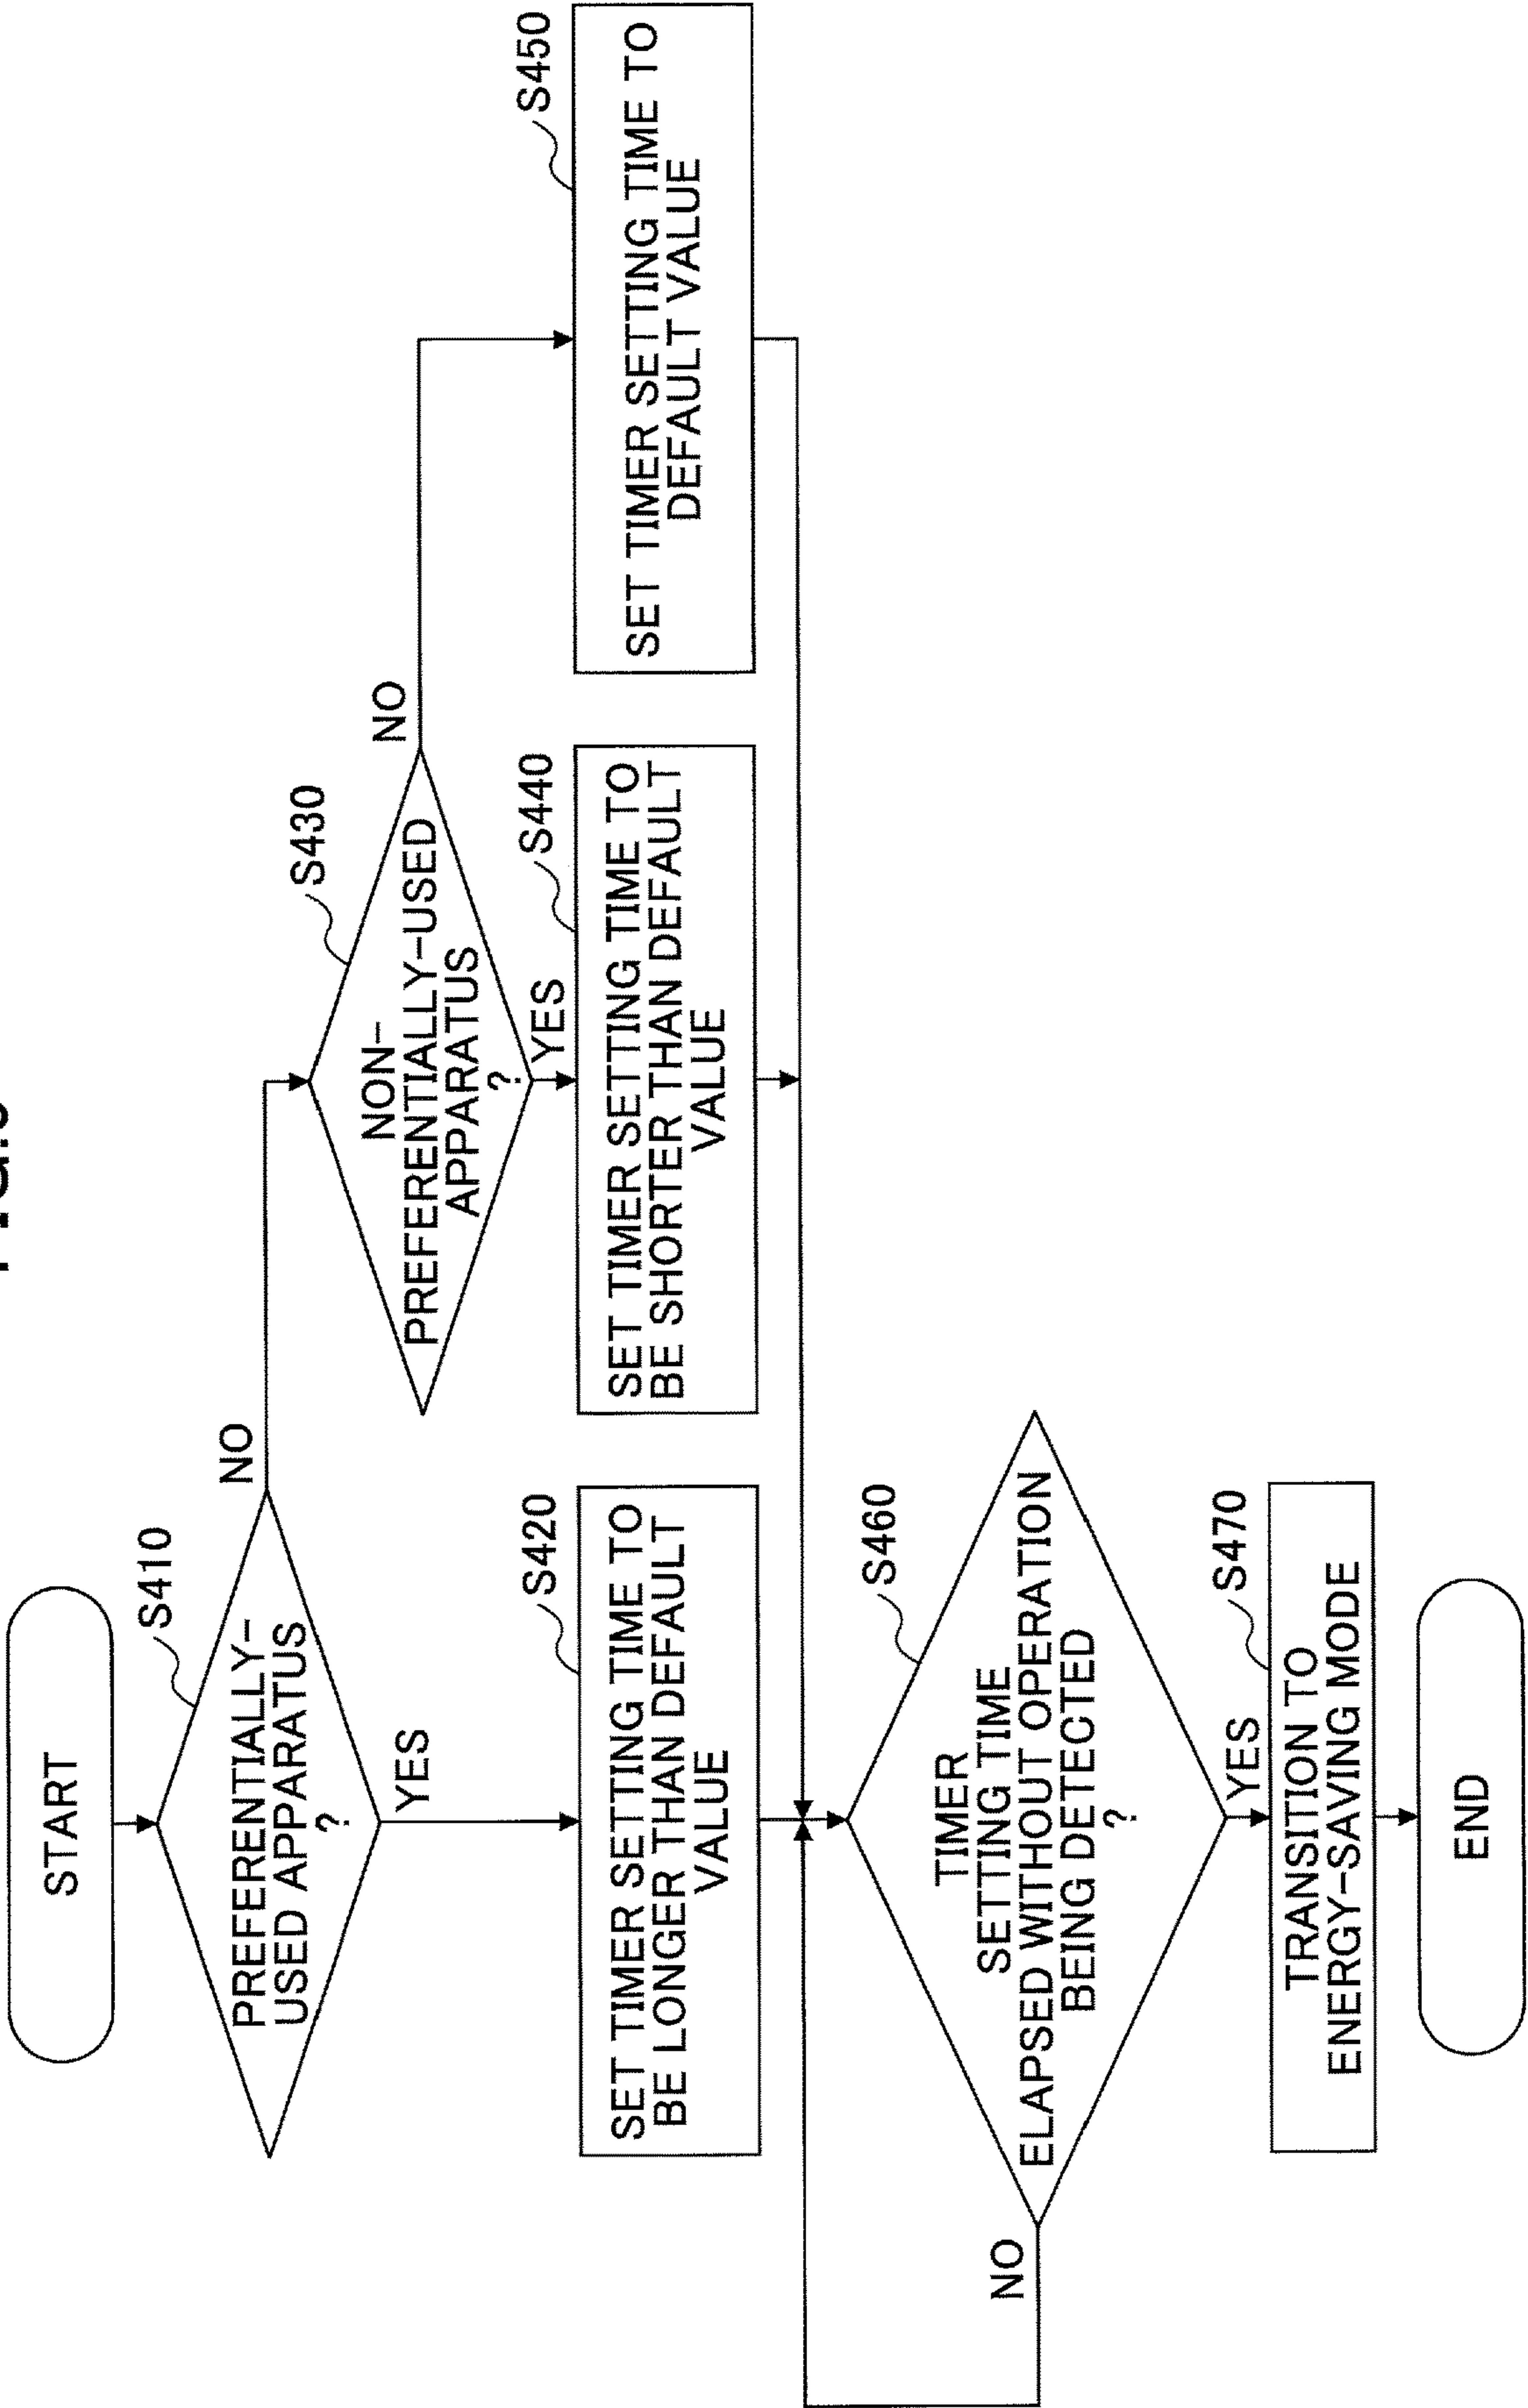 START
S410
PREFERENTIALLY-
USED APPARATUS
?
NO
YES
S430
NON-
PREFERENTIALLY-USED
APPARATUS
?
NO
YES
S420
SET TIMER SETTING TIME TO
BE LONGER THAN DEFAULT
VALUE
S440
SET TIMER SETTING TIME TO
BE SHORTER THAN DEFAULT
VALUE
S450
SET TIMER SETTING TIME TO
DEFAULT VALUE
S460
TIMER
SETTING TIME
ELAPSED WITHOUT OPERATION
BEING DETECTED
?
NO
YES
S470
TRANSITION TO
ENERGY-SAVING MODE
END